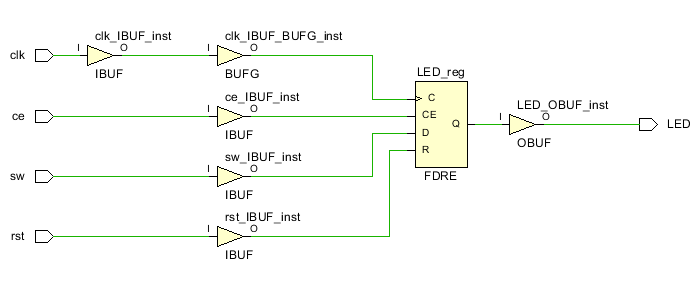 clk_IBUF_inst
clk_IBUF_BUFG_inst
clk
I
O
I
O
IBUF
BUFG
LED_reg
C
ce_IBUF_inst
LED_OBUF_inst
ce
I
O
CE
Q
I
O
LED
IBUF
D
OBUF
R
sw_IBUF_inst
sw
I
O
FDRE
IBUF
rst_IBUF_inst
rst
I
O
IBUF